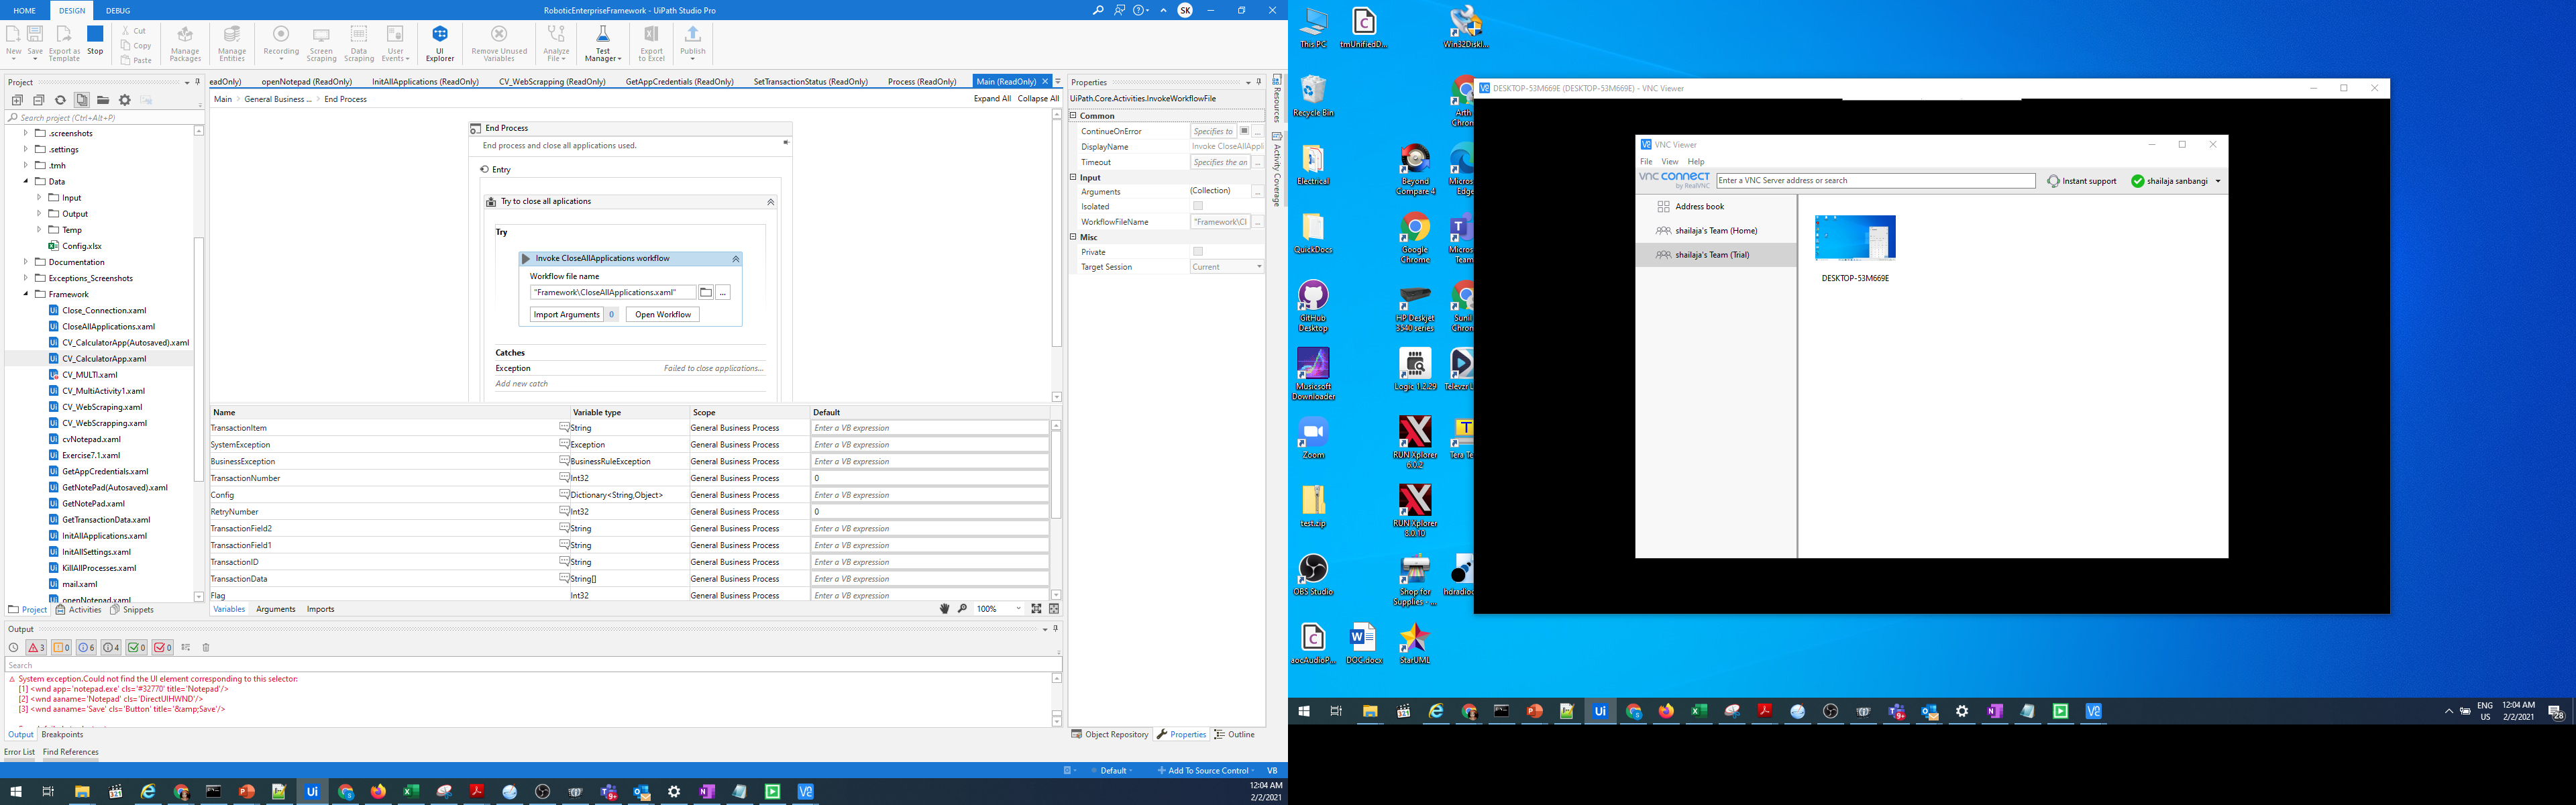 HOME DESIGN DEBUG
RoboticEnterpriseFramework - UiPath Studio Pro
SK
New
Save
Export as Template
Stop
Cut
Copy
Paste
Manage Packages
Manage Entities
Recording
Screen Scraping
Data Scraping
User Events
UI Explorer
Remove Unused Variables
Analyze File
Test Manager
Export to Excel
Publish
Project
Search project (Ctrl+Alt+P)
.screenshots
.settings
.tmh
Data
Input
Output
Temp
Config.xlsx
Documentation
Exceptions_Screenshots
Framework
Close_Connection.xaml
CloseAllApplications.xaml
CV_CalculatorApp(Autosaved).xaml
CV_CalculatorApp.xaml
CV_MULTI.xaml
CV_MultiActivity1.xaml
CV_WebScraping.xaml
CV_WebScrapping.xaml
cvNotepad.xaml
Exercise7.1.xaml
GetAppCredentials.xaml
GetNotePad(Autosaved).xaml
GetNotePad.xaml
GetTransactionData.xaml
InitAllApplications.xaml
InitAllSettings.xaml
KillAllProcesses.xaml
mail.xaml
openNotepad.xaml
Project Activities Snippets
eadOnly) openNotepad (ReadOnly) InitAllApplications (ReadOnly) CV_WebScrapping (ReadOnly) GetAppCredentials (ReadOnly) SetTransactionStatus (ReadOnly) Process (ReadOnly) Main (ReadOnly)
Main > General Business ... > End Process
Expand All Collapse All
End Process
End process and close all applications used.
Entry
Try to close all aplications
Try
Invoke CloseAllApplications workflow
Workflow file name
"Framework\CloseAllApplications.xaml"
...
Import Arguments 0 Open Workflow
Catches
Exception Failed to close applications...
Add new catch
Name Variable type Scope Default
TransactionItem String General Business Process Enter a VB expression
SystemException Exception General Business Process Enter a VB expression
BusinessException BusinessRuleException General Business Process Enter a VB expression
TransactionNumber Int32 General Business Process 0
Config Dictionary<String,Object> General Business Process Enter a VB expression
RetryNumber Int32 General Business Process 0
TransactionField2 String General Business Process Enter a VB expression
TransactionField1 String General Business Process Enter a VB expression
TransactionID String General Business Process Enter a VB expression
TransactionData String[] General Business Process Enter a VB expression
Flag Int32 General Business Process Enter a VB expression
Variables Arguments Imports
100%
Properties
UiPath.Core.Activities.InvokeWorkflowFile
Common
ContinueOnError Specifies to ...
DisplayName Invoke CloseAllAppli
Timeout Specifies the an ...
Input
Arguments (Collection) ...
Isolated
WorkflowFileName "Framework\Cl ...
Misc
Private
Target Session Current
Resources
Activity Coverage
Object Repository Properties Outline
Output
3 0 6 4 0 0
Search
System exception.Could not find the UI element corresponding to this selector:
[1] <wnd app='notepad.exe' cls='#32770' title='Notepad'/>
[2] <wnd aaname='Notepad' cls='DirectUIHWND'/>
[3] <wnd aaname='Save' cls='Button' title='&amp;Save'/>
Output Breakpoints
Error List Find References
Default Add To Source Control VB
12:04 AM
2/2/2021
This PC
tmUnifiedD...
Win32DiskI...
Recycle Bin
Arth
Chro
Electrical
Beyond Compare 4
Micros
Edge
QuickDocs
Google Chrome
Micros
Team
GitHub Desktop
HP Deskjet 3540 series
Sunil
Chro
Musicsoft Downloader
Logic 1.2.29
Televzr
Zoom
RUN Xplorer 6.0.2
Tera Te
test.zip
RUN Xplorer 8.0.10
OBS Studio
Shop for Supplies - ...
hdradio
aocAudioP...
DOC.docx
StarUML
DESKTOP-53M669E (DESKTOP-53M669E) - VNC Viewer
VNC Viewer
File View Help
VNC CONNECT
by RealVNC
Enter a VNC Server address or search
Instant support
shailaja sanbangi
Address book
shailaja's Team (Home)
shailaja's Team (Trial)
DESKTOP-53M669E
ENG
US
12:04 AM
2/2/2021
28